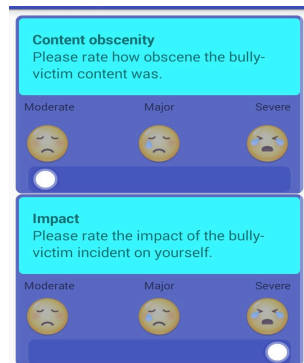 Content obscenity
Please rate how obscene the bully-
victim content was.
Moderate Major Severe
Impact
Please rate the impact of the bully-
victim incident on yourself.
Moderate Major Severe